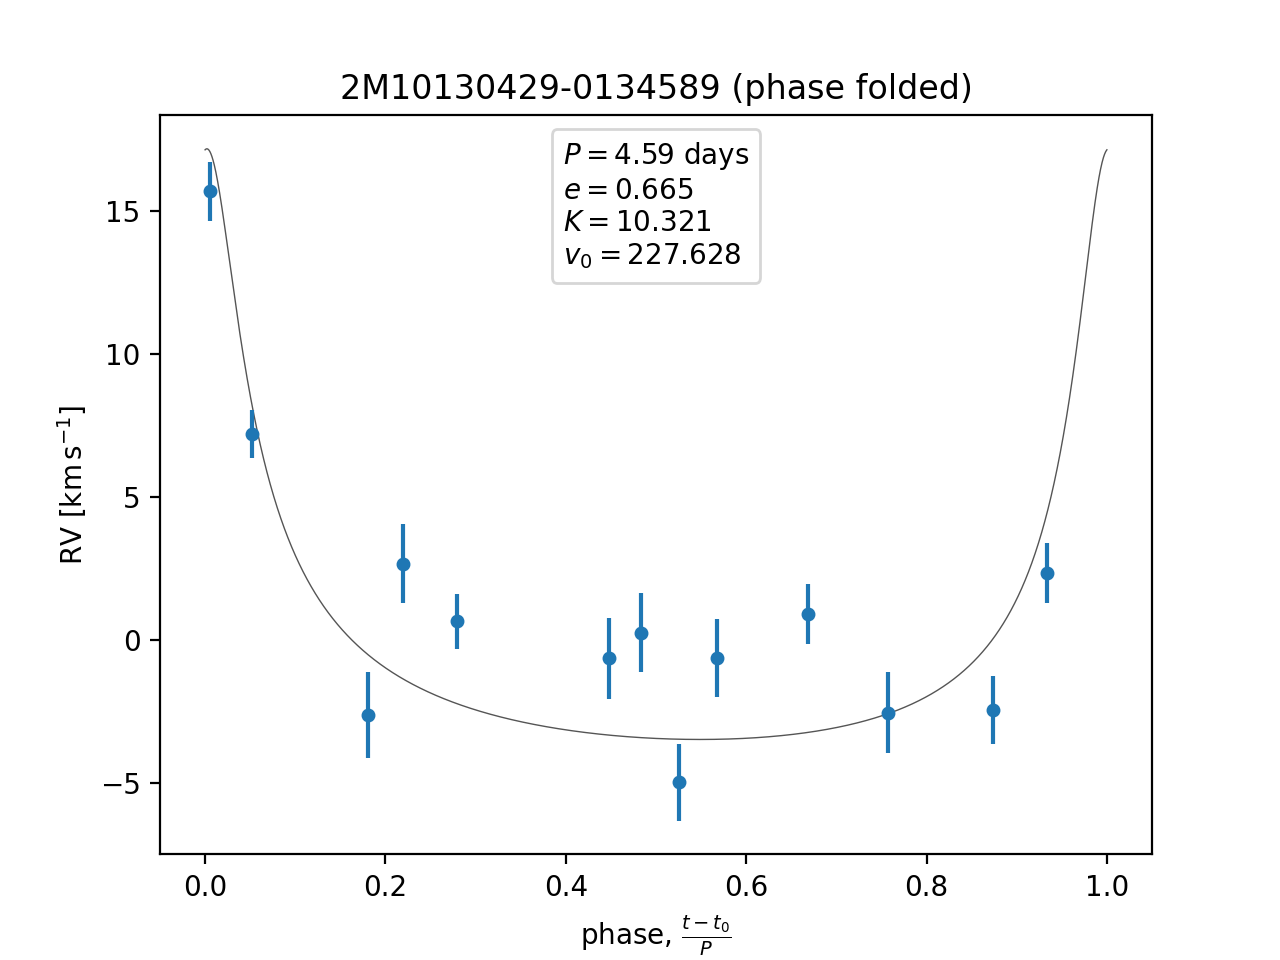 2M10130429-0134589 (phase folded)
P = 4.59 days
e = 0.665
K = 10.321
v₀ = 227.628
RV [km s⁻¹]
15
10
5
0
−5
0.0 0.2 0.4 0.6 0.8 1.0
phase, (t − t₀)/P